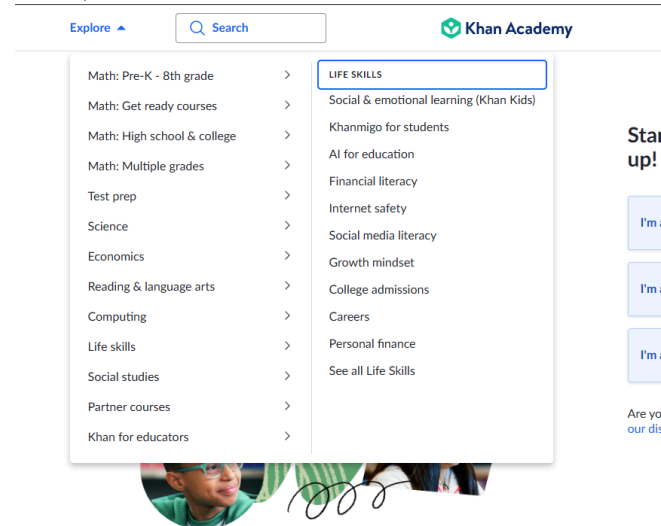 Explore
Search
Khan Academy
Math: Pre-K - 8th grade
Math: Get ready courses
Math: High school & college
Math: Multiple grades
Test prep
Science
Economics
Reading & language arts
Computing
Life skills
Social studies
Partner courses
Khan for educators
LIFE SKILLS
Social & emotional learning (Khan Kids)
Khanmigo for students
AI for education
Financial literacy
Internet safety
Social media literacy
Growth mindset
College admissions
Careers
Personal finance
See all Life Skills
up!
I'm
I'm
I'm
Are
our